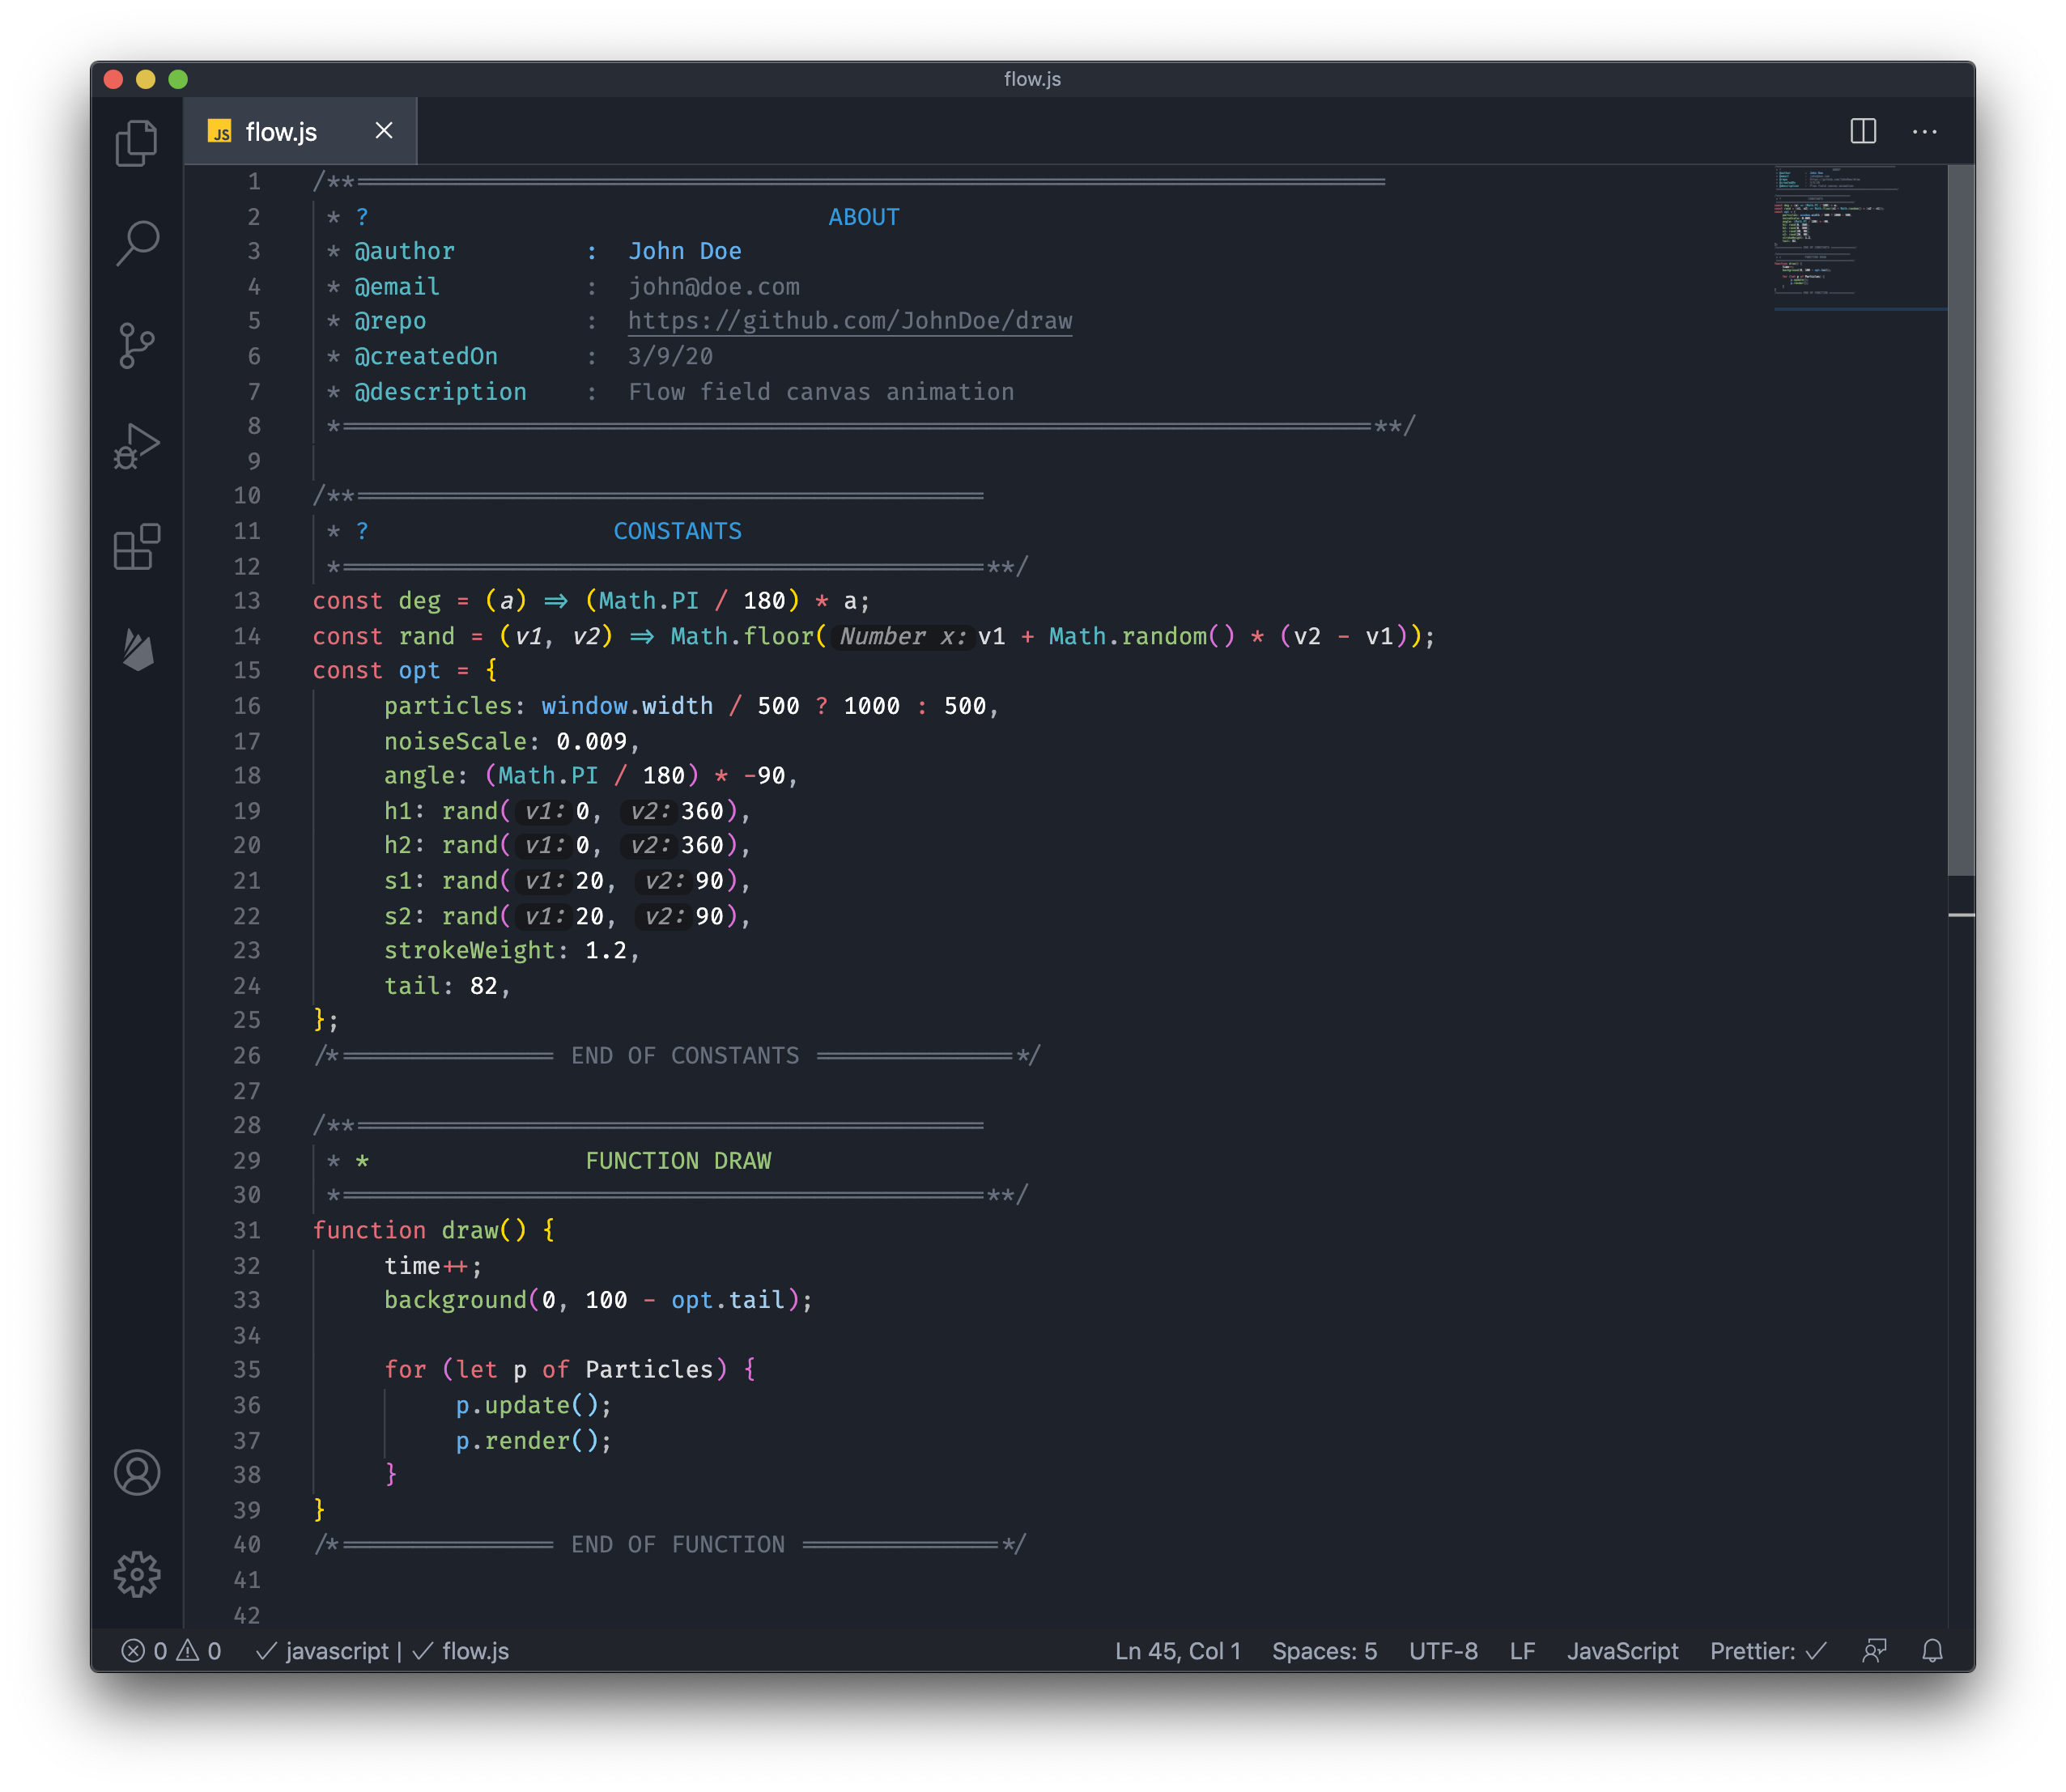 flow.js
JS flow.js
1 /**========================================================================
2 * ? ABOUT
3 * @author : John Doe
4 * @email : john@doe.com
5 * @repo : https://github.com/JohnDoe/draw
6 * @createdOn : 3/9/20
7 * @description : Flow field canvas animation
8 *========================================================================**/
9
10 /**============================================
11 * ? CONSTANTS
12 *=============================================**/
13 const deg = (a) => (Math.PI / 180) * a;
14 const rand = (v1, v2) => Math.floor( Number x: v1 + Math.random() * (v2 - v1));
15 const opt = {
16 particles: window.width / 500 ? 1000 : 500,
17 noiseScale: 0.009,
18 angle: (Math.PI / 180) * -90,
19 h1: rand( v1: 0, v2: 360),
20 h2: rand( v1: 0, v2: 360),
21 s1: rand( v1: 20, v2: 90),
22 s2: rand( v1: 20, v2: 90),
23 strokeWeight: 1.2,
24 tail: 82,
25 };
26 /*=============== END OF CONSTANTS ==============*/
27
28 /**============================================
29 * * FUNCTION DRAW
30 *=============================================**/
31 function draw() {
32 time++;
33 background(0, 100 - opt.tail);
34
35 for (let p of Particles) {
36 p.update();
37 p.render();
38 }
39 }
40 /*=============== END OF FUNCTION ==============*/
41
42
0 0 javascript | flow.js Ln 45, Col 1 Spaces: 5 UTF-8 LF JavaScript Prettier: